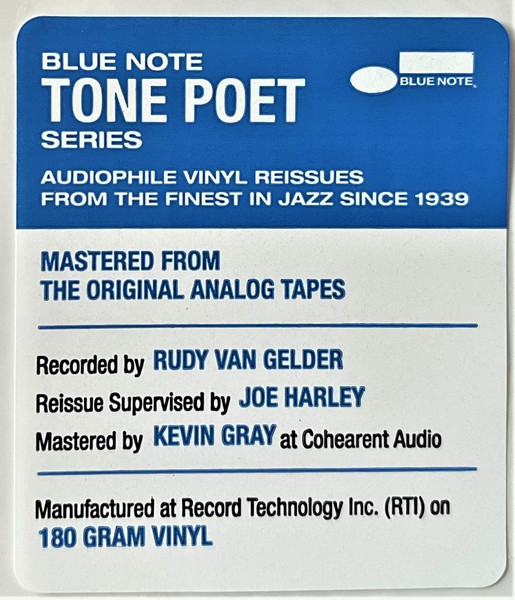 BLUE NOTE
TONE POET
SERIES
BLUE NOTE
AUDIOPHILE VINYL REISSUES
FROM THE FINEST IN JAZZ SINCE 1939
MASTERED FROM
THE ORIGINAL ANALOG TAPES
Recorded by RUDY VAN GELDER
Reissue Supervised by JOE HARLEY
Mastered by KEVIN GRAY at Cohearent Audio
Manufactured at Record Technology Inc. (RTI) on
180 GRAM VINYL